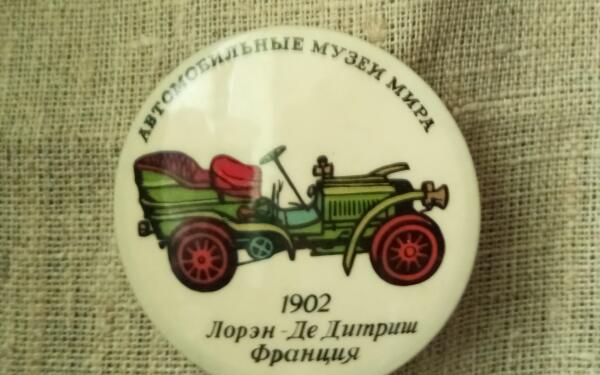 АВТОМОБИЛЬНЫЕ МУЗЕИ МИРА
1902
Лорэн-Де Дитриш
Франция